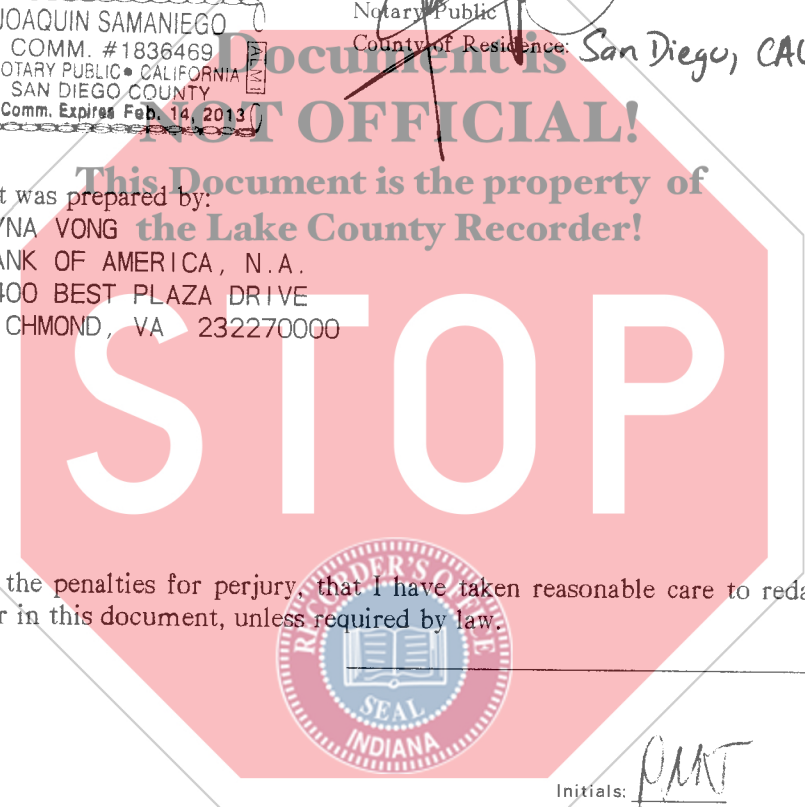 JOAQUIN SAMANIEGO
COMM. #1836469
OTARY PUBLIC • CALIFORNIA
SAN DIEGO COUNTY
Comm. Expires Feb. 14, 2013
Notary Public
County of Residence: San Diego, CAL
Document is
NOT OFFICIAL!
This Document is the property of
the Lake County Recorder!
t was prepared by:
YNA VONG
ANK OF AMERICA, N.A.
400 BEST PLAZA DRIVE
CHMOND, VA 232270000
STOP
the penalties for perjury, that I have taken reasonable care to reda
r in this document, unless required by law.
RECORDER'S OFFICE
SEAL
INDIANA
Initials: